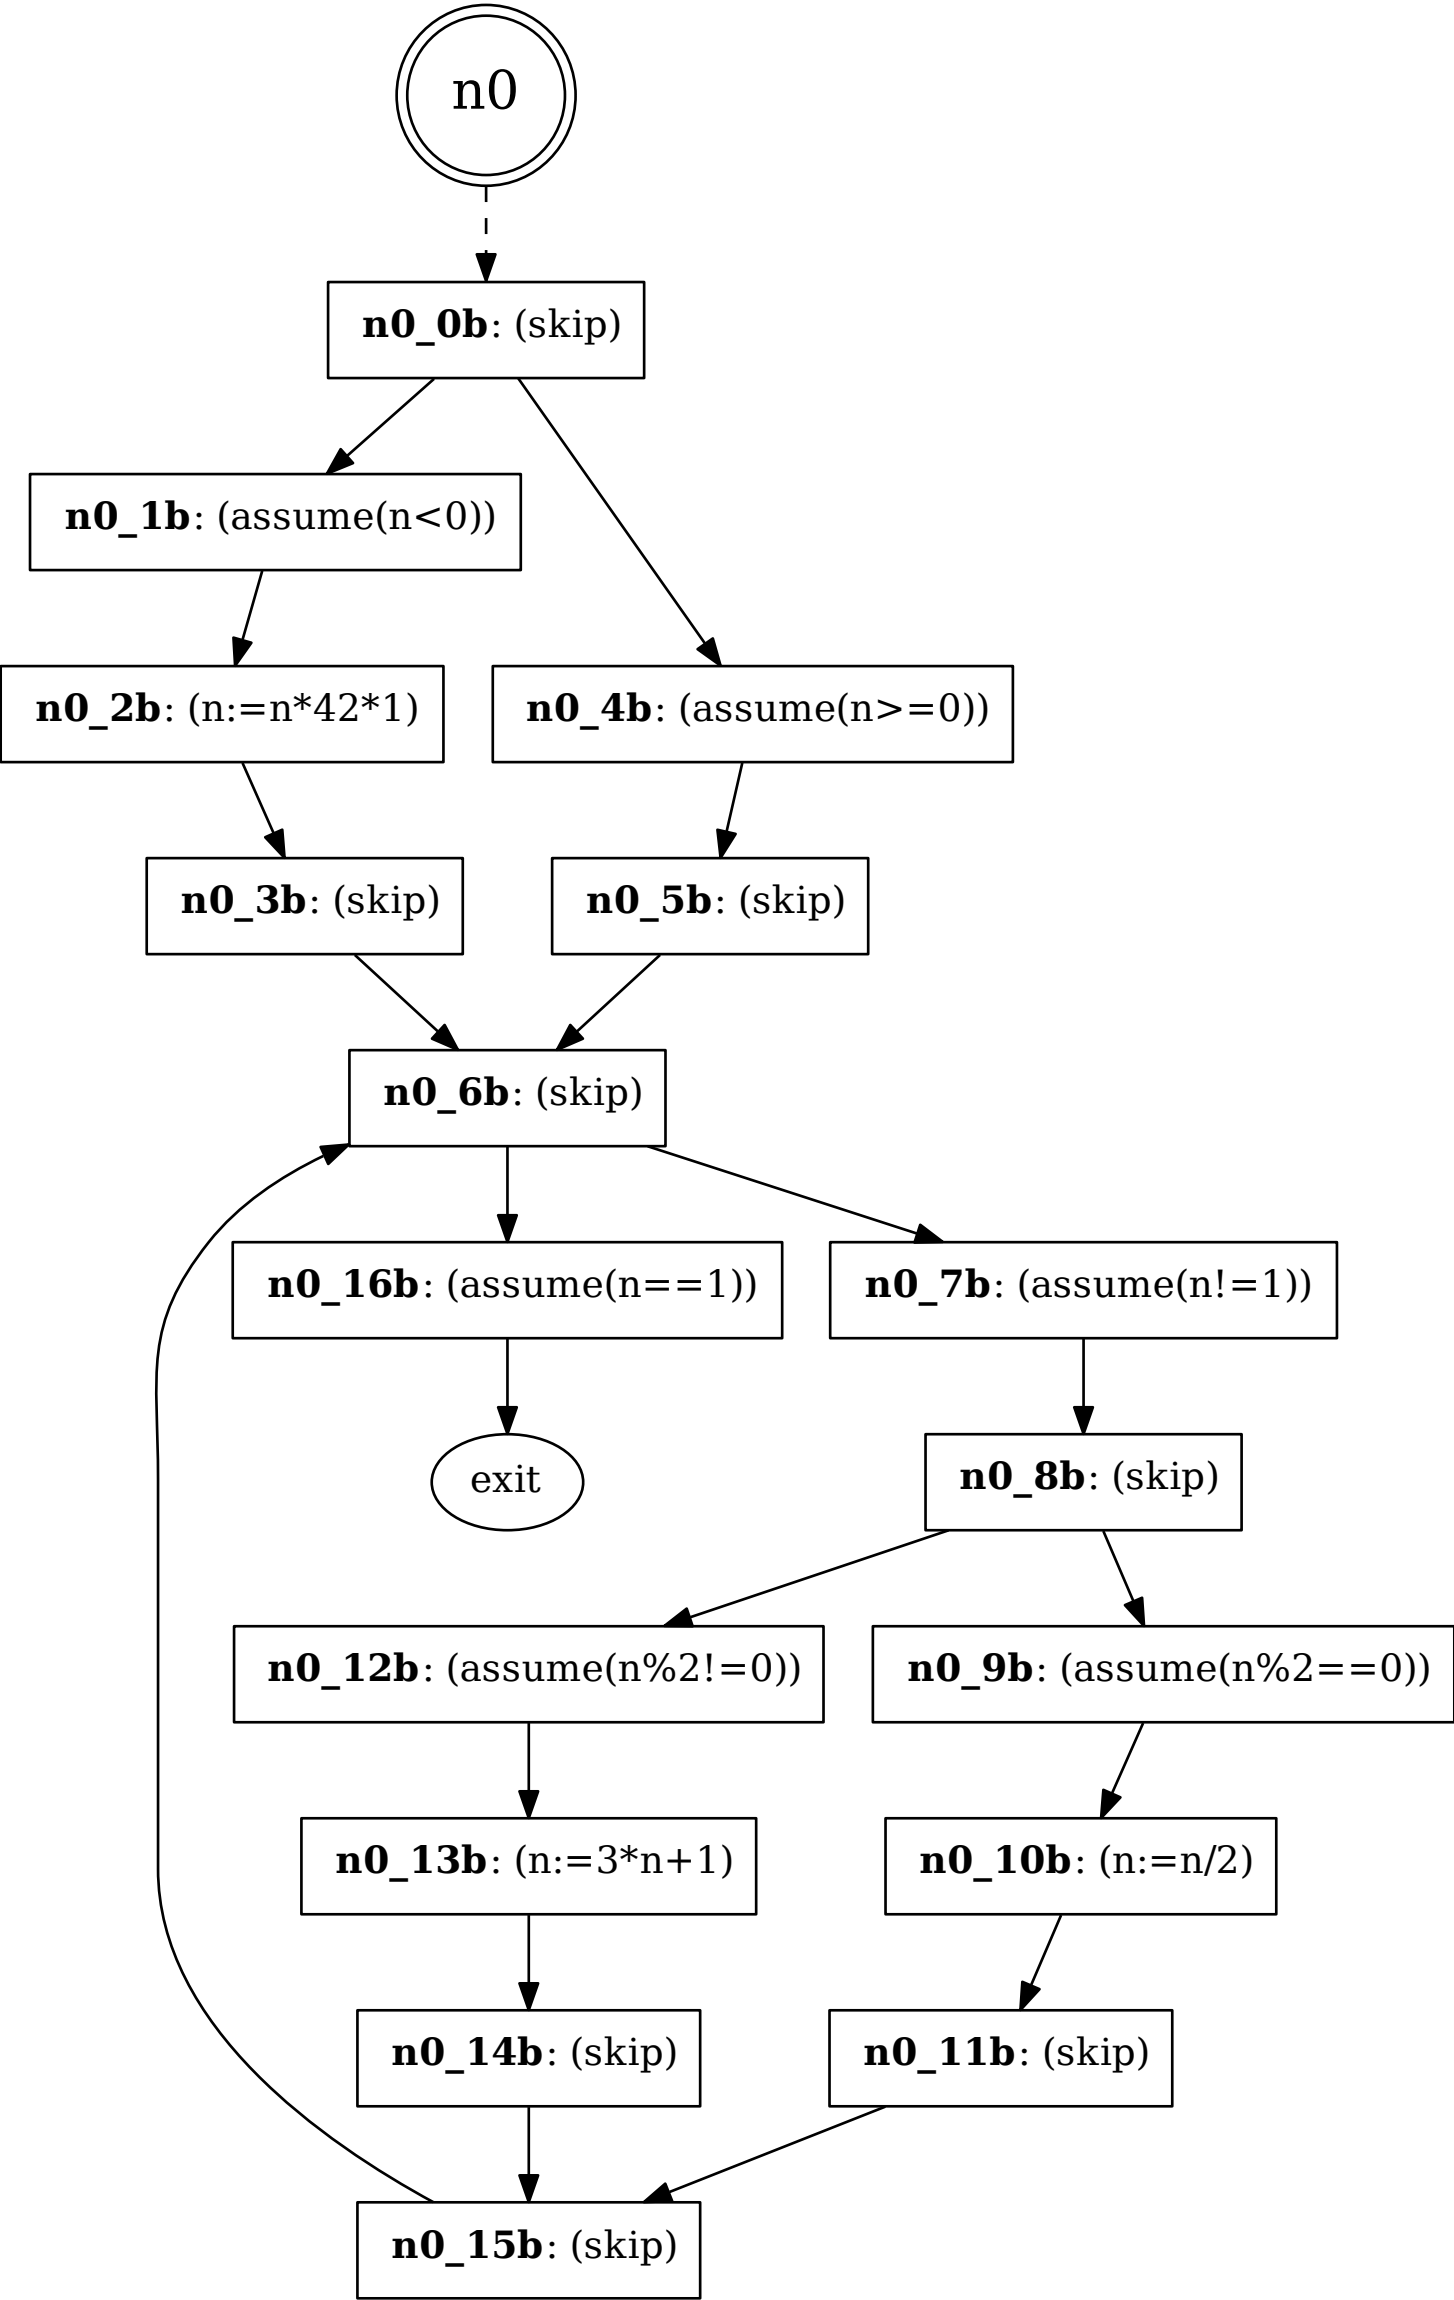 n0
n0_0b: (skip)
n0_1b: (assume(n<0))
n0_2b: (n:=n*42*1)
n0_4b: (assume(n>=0))
n0_3b: (skip)
n0_5b: (skip)
n0_6b: (skip)
n0_16b: (assume(n==1))
n0_7b: (assume(n!=1))
exit
n0_8b: (skip)
n0_12b: (assume(n%2!=0))
n0_9b: (assume(n%2==0))
n0_13b: (n:=3*n+1)
n0_10b: (n:=n/2)
n0_14b: (skip)
n0_11b: (skip)
n0_15b: (skip)